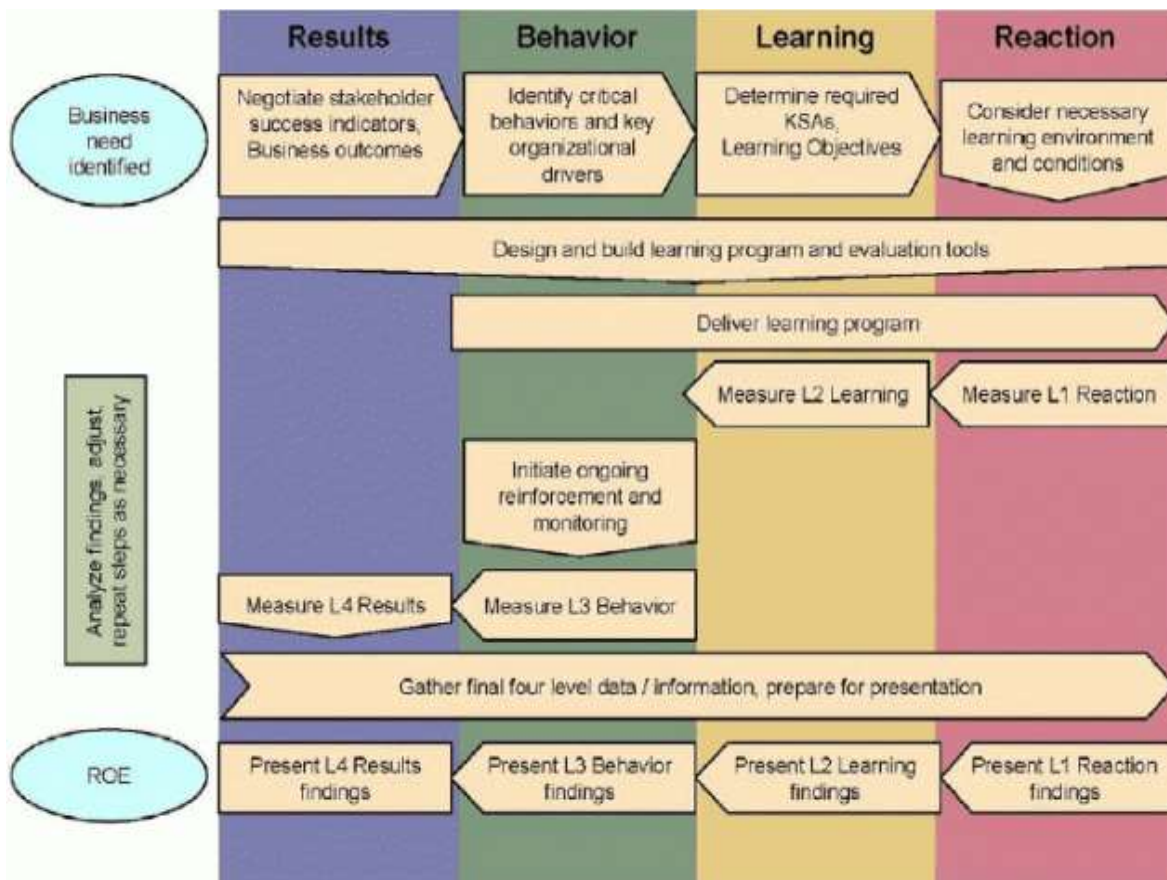 Results
Behavior
Learning
Reaction
Business
need
identified
Negotiate stakeholder
success indicators,
Business outcomes
Identify critical
behaviors and key
organizational
drivers
Determine required
KSAs,
Learning Objectives
Consider necessary
learning environment
and conditions
Design and build learning program and evaluation tools
Deliver learning program
Measure L2 Learning
Measure L1 Reaction
Analyze findings, adjust,
repeat steps as necessary
Initiate ongoing
reinforcement and
monitoring
Measure L4 Results
Measure L3 Behavior
Gather final four level data / information, prepare for presentation
ROE
Present L4 Results
findings
Present L3 Behavior
findings
Present L2 Learning
findings
Present L1 Reaction
findings